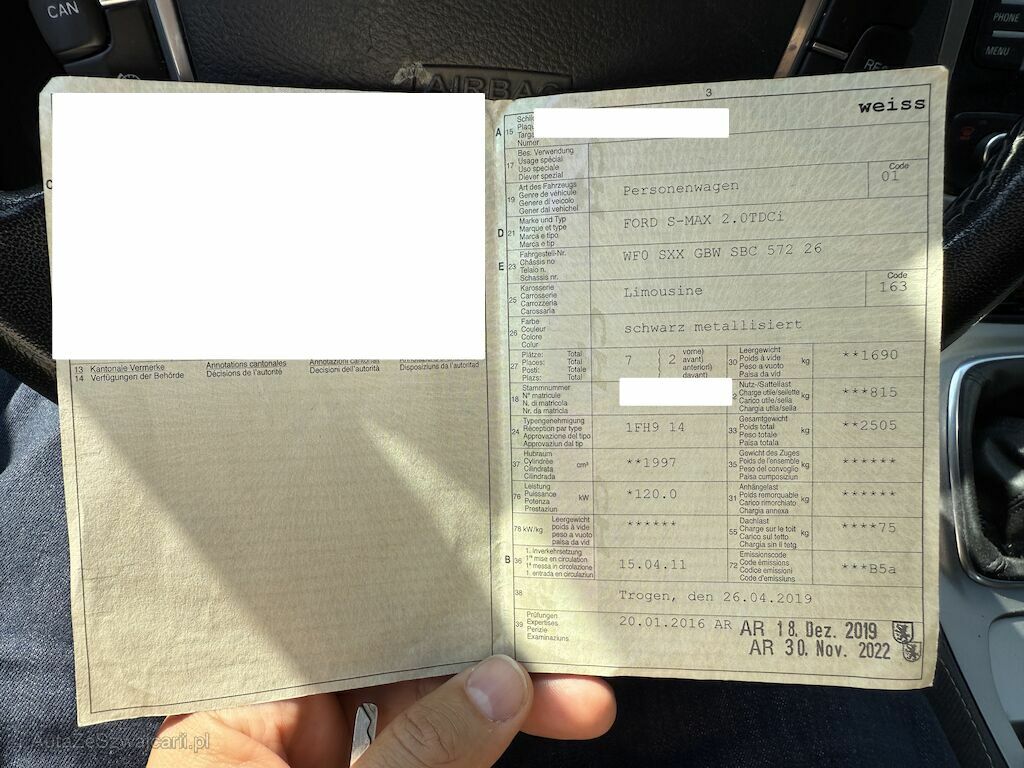 CAN
AIRBAG
PHONE
MENU
RES
C
13 Kantonale Vermerke Annotations cantonales Annotazioni cantonali
14 Verfügungen der Behörde Décisions de l'autorité Decisioni dell'autorità Disposiziuns da l'autoritad
3
weiss
A 15
Numer
17 Bes. Verwendung
Usage spécial
Uso speciale
Diever spezial
19 Art des Fahrzeugs
Genre de véhicule
Genere di veicolo
Gener dal vehichel
Personenwagen
Code
01
D 21 Marke und Typ
Marque et type
Marca e tipo
Marca e tip
FORD S-MAX 2.0TDCi
E 23 Fahrgestell-Nr.
Châssis no
Telaio n.
Schassis nr.
WF0 SXX GBW SBC 572 26
25 Karosserie
Carrosserie
Carrozzeria
Carossaria
Limousine
Code
163
26 Farbe
Couleur
Colore
Colur
schwarz metallisiert
27 Plätze: Total
Places: Total
Posti: Totale
Plazs: Total
7 ( 2 vorne)
avant)
anteriori)
davant)
30 Leergewicht
Poids à vide
Peso a vuoto
Paisa da vid
kg **1690
18 Stammnummer
N° matricule
N. di matricola
Nr. da matricla
Nutz-/Sattellast
Charge utile/sellette
Carico utile/sella
Chargia utila/sella
kg ***815
24 Typengenehmigung
Réception par type
Approvazione del tipo
Approvaziun dal tip
1FH9 14
33 Gesamtgewicht
Poids total
Peso totale
Paisa totala
kg **2505
37 Hubraum
Cylindrée
Cilindrata
Cilindrada
cm³ **1997
35 Gewicht des Zuges
Poids de l'ensemble
Peso del convoglio
Paisa cumposiziun
kg ******
76 Leistung
Puissance
Potenza
Prestaziun
kW *120.0
31 Anhängelast
Poids remorquable
Carico rimorchiato
Chargia annexa
kg ******
78 kW/kg Leergewicht
poids à vide
peso a vuoto
paisa da vid
******
55 Dachlast
Charge sur le toit
Carico sul tetto
Chargia sin il tetg
kg ****75
B 36 1. Inverkehrsetzung
1re mise en circulation
1a messa in circolazione
1. entrada en circulaziun
15.04.11
72 Emissionscode
Code émissions
Codice emissioni
Code d'emissiuns
***B5a
38 Trogen, den 26.04.2019
39 Prüfungen
Expertises
Perizie
Examinaziuns
20.01.2016 AR AR 18. Dez. 2019
AR 30. Nov. 2022
AutazeSzwajcarii.pl